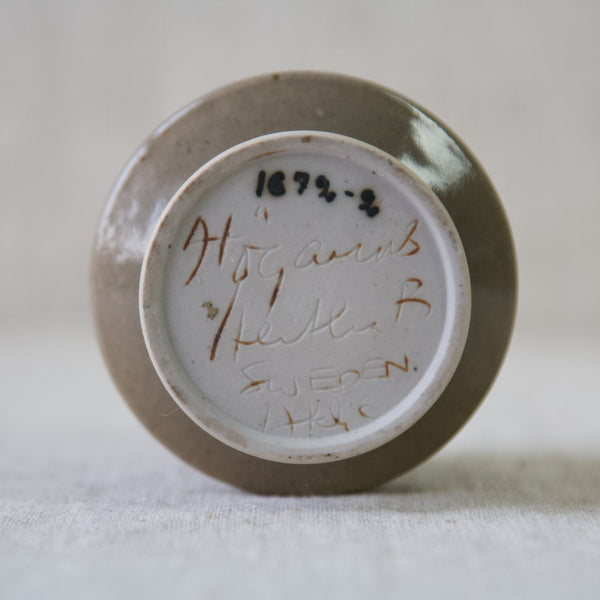 1672-2
Höganäs
Hertha R
SWEDEN